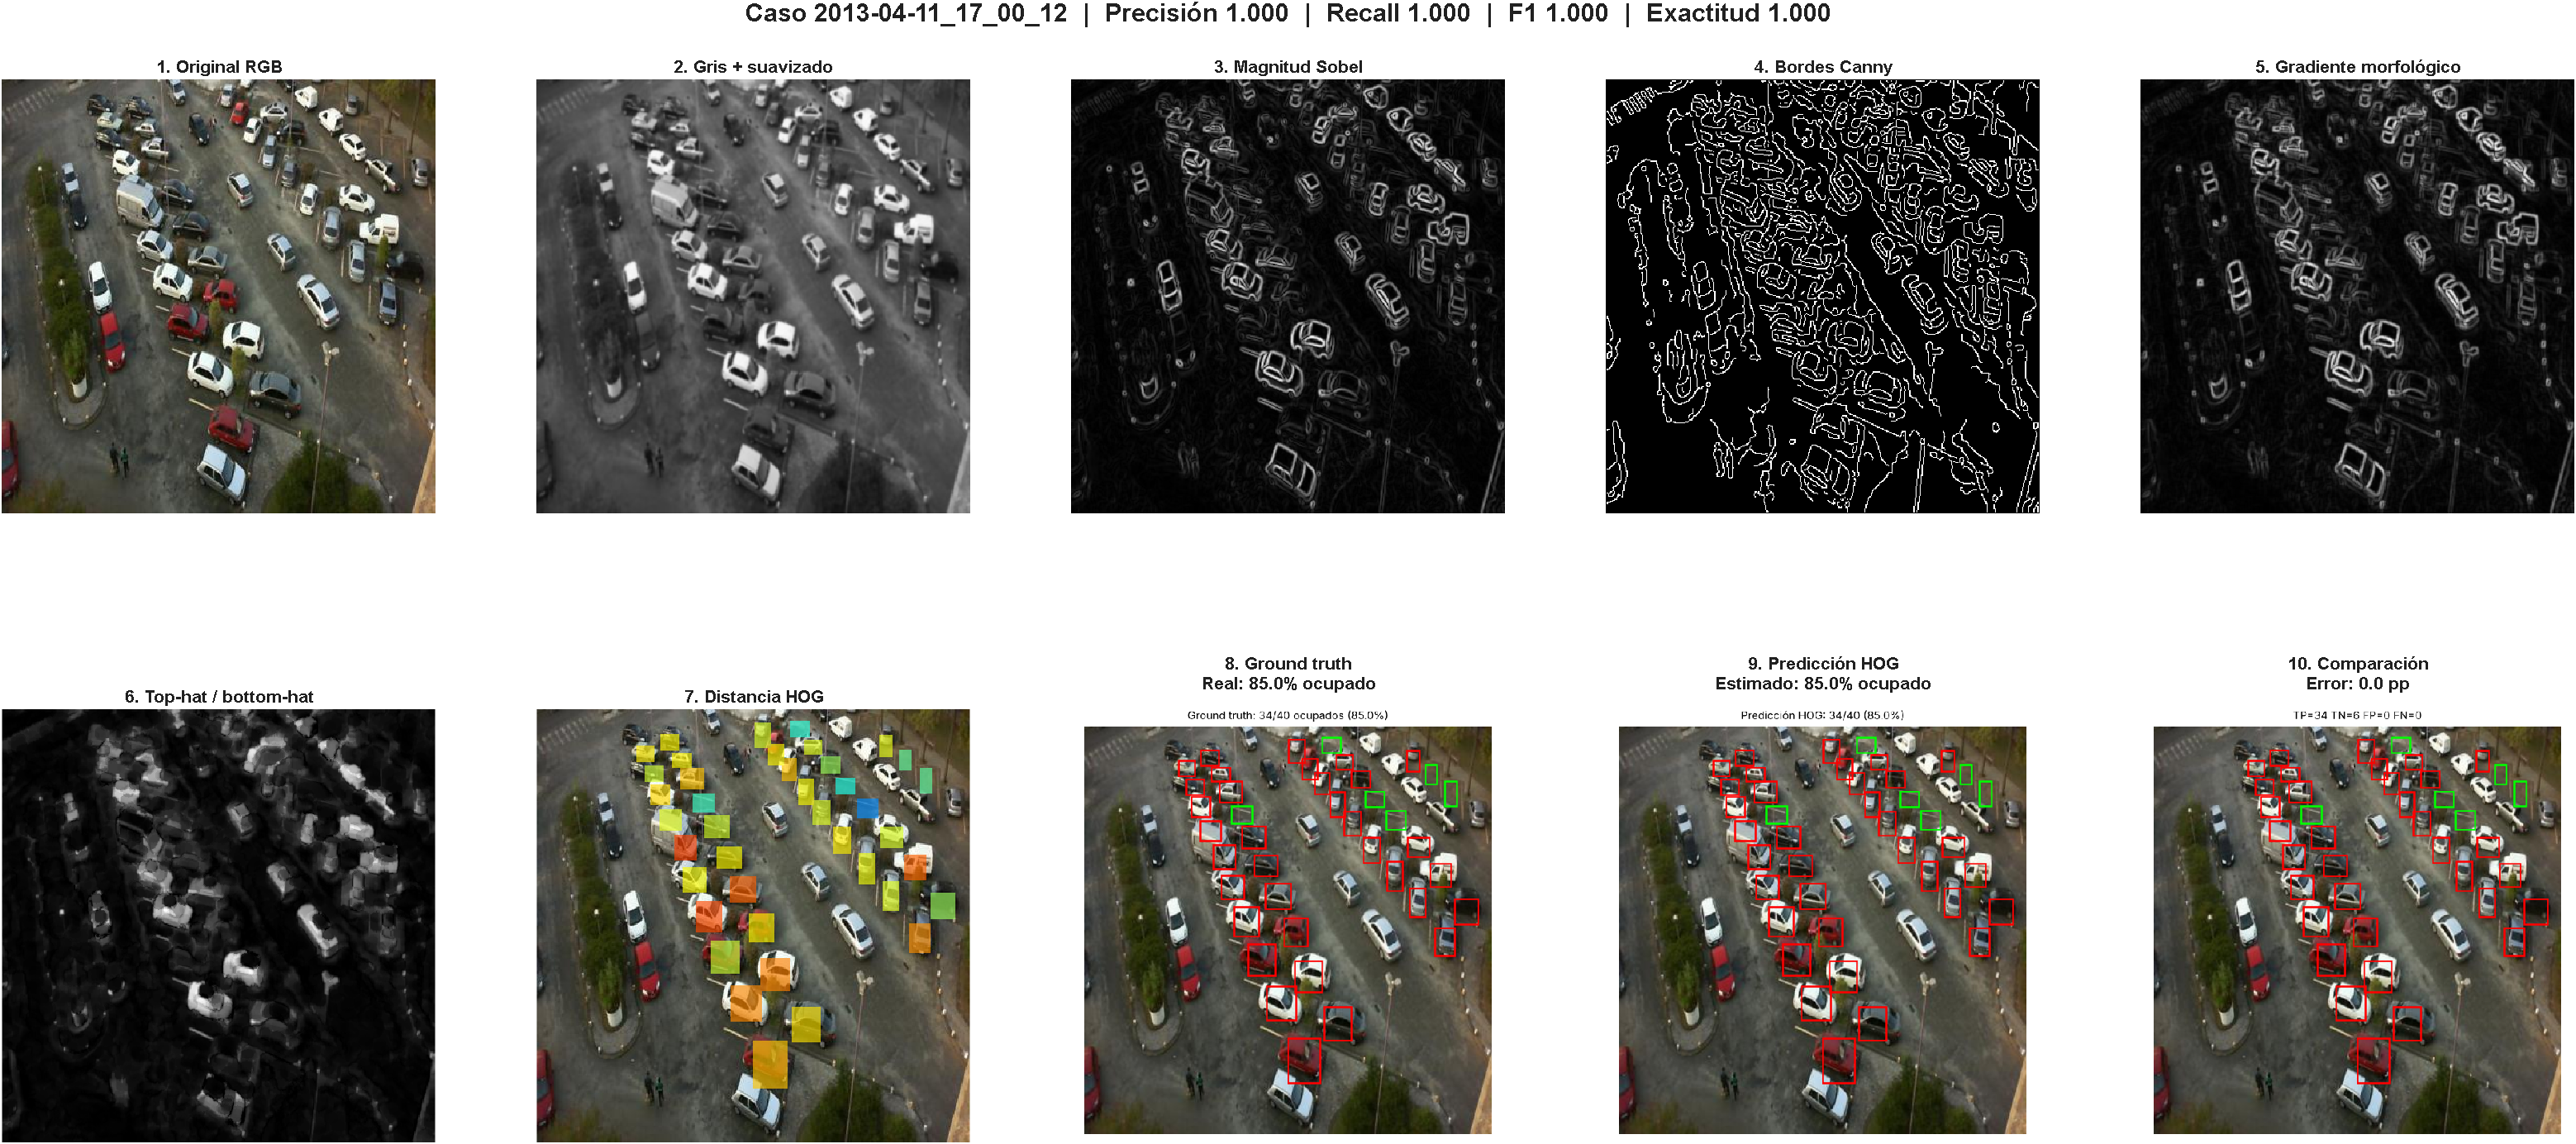 Caso 2013-04-11_17_00_12 | Precisión 1.000 | Recall 1.000 | F1 1.000 | Exactitud 1.000
1. Original RGB
2. Gris + suavizado
3. Magnitud Sobel
4. Bordes Canny
5. Gradiente morfológico
6. Top-hat / bottom-hat
7. Distancia HOG
8. Ground truth
Real: 85.0% ocupado
Ground truth: 34/40 ocupados (85.0%)
9. Predicción HOG
Estimado: 85.0% ocupado
Predicción HOG: 34/40 (85.0%)
10. Comparación
Error: 0.0 pp
TP=34 TN=6 FP=0 FN=0